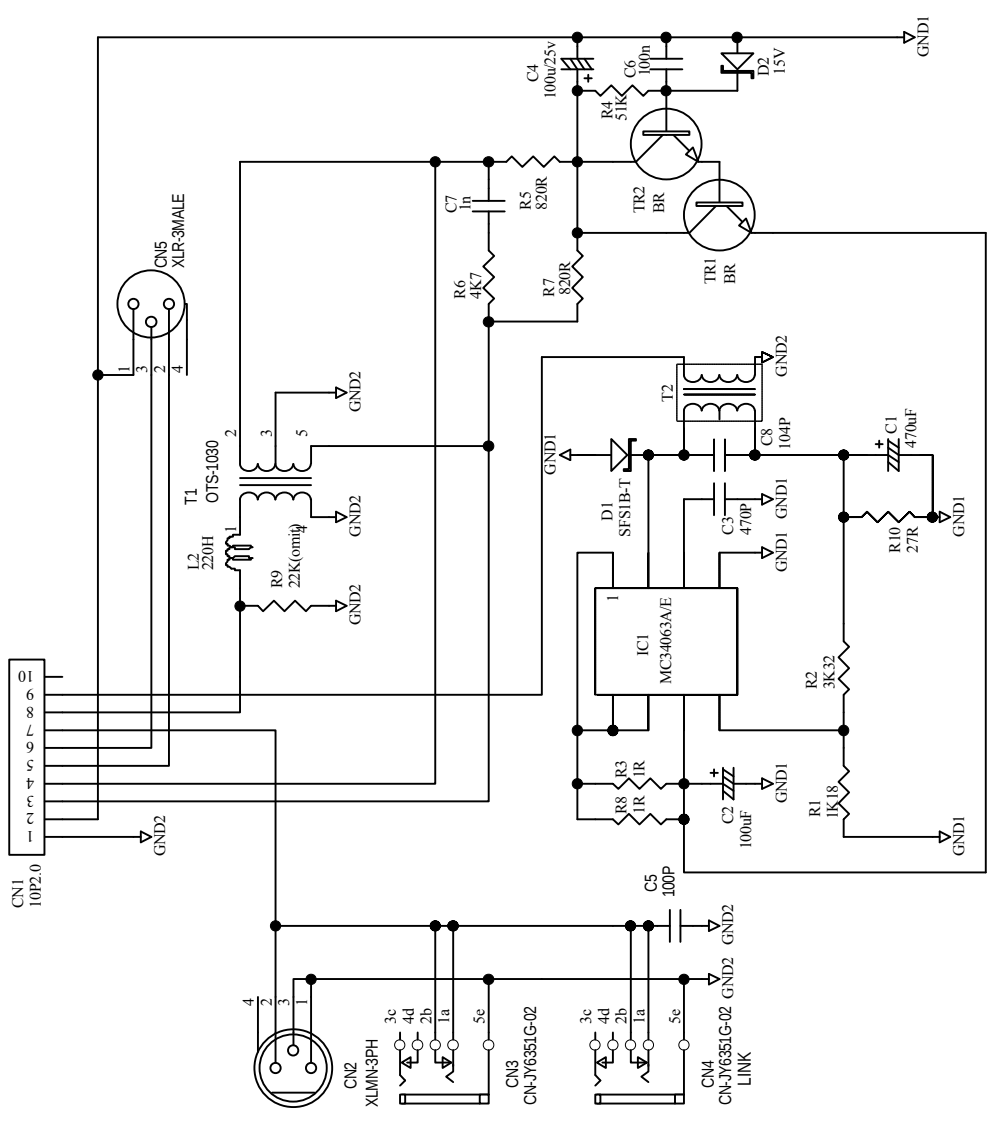 GND1
C4
100u/25v
+
C6
100n
D2
15V
R4
51K
TR2
BR
TR1
BR
C7
1n
R5
820R
R6
4K7
R7
820R
CN5
XLR-3MALE
1
3
2
4
T1
OTS-1030
2
3
5
1
4
GND2
GND2
L2
220H
R9
22K(omit)
GND2
T2
GND2
GND1
D1
SFS1B-T
C8
104P
C3
470P
GND1
GND1
+
C1
470uF
R10
27R
GND1
1
IC1
MC34063A/E
R2
3K32
R3
1R
R8
1R
+
C2
100uF
GND1
R1
1K18
GND1
10
9
8
7
6
5
4
3
2
1
CN1
10P2.0
GND2
C5
100P
GND2
GND2
4
2
3
1
CN2
XLMN-3PH
3c
4d
2b
1a
5e
CN3
CN-JY6351G-02
3c
4d
2b
1a
5e
CN4
CN-JY6351G-02
LINK